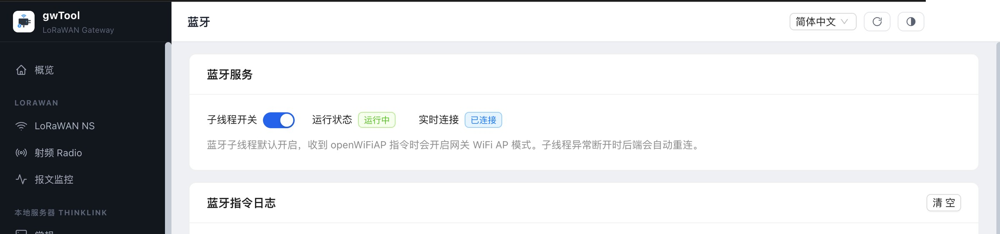 gwTool
LoRaWAN Gateway
概览
LORAWAN
LoRaWAN NS
射频 Radio
报文监控
本地服务器 THINKLINK
蓝牙
简体中文
蓝牙服务
子线程开关 运行状态 运行中 实时连接 已连接
蓝牙子线程默认开启，收到 openWiFiAP 指令时会开启网关 WiFi AP 模式。子线程异常断开时后端会自动重连。
蓝牙指令日志
清 空